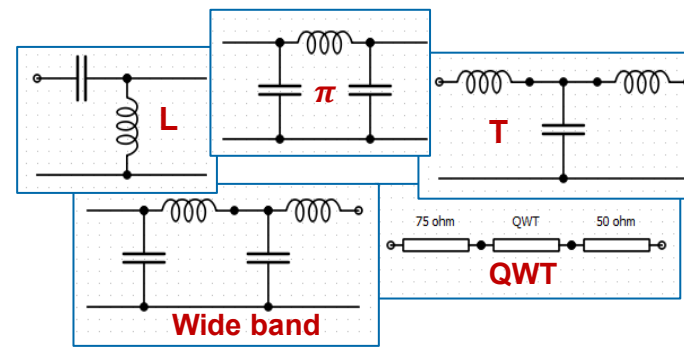 L
π
T
75 ohm QWT 50 ohm
QWT
Wide band